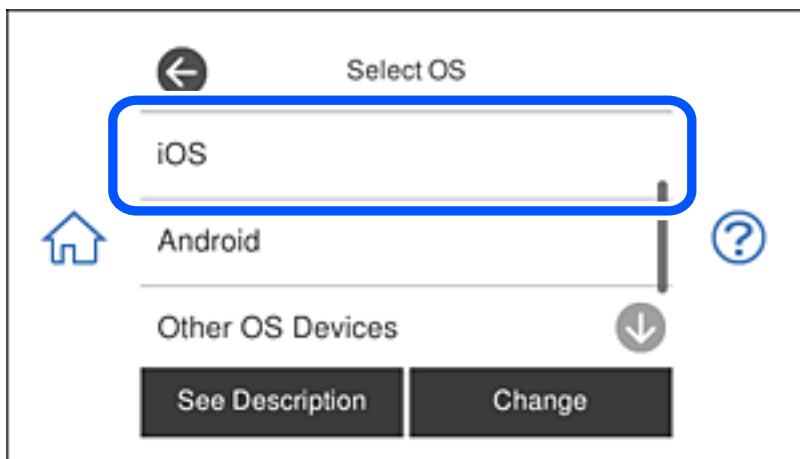 Select OS
iOS
Android
Other OS Devices
See Description
Change